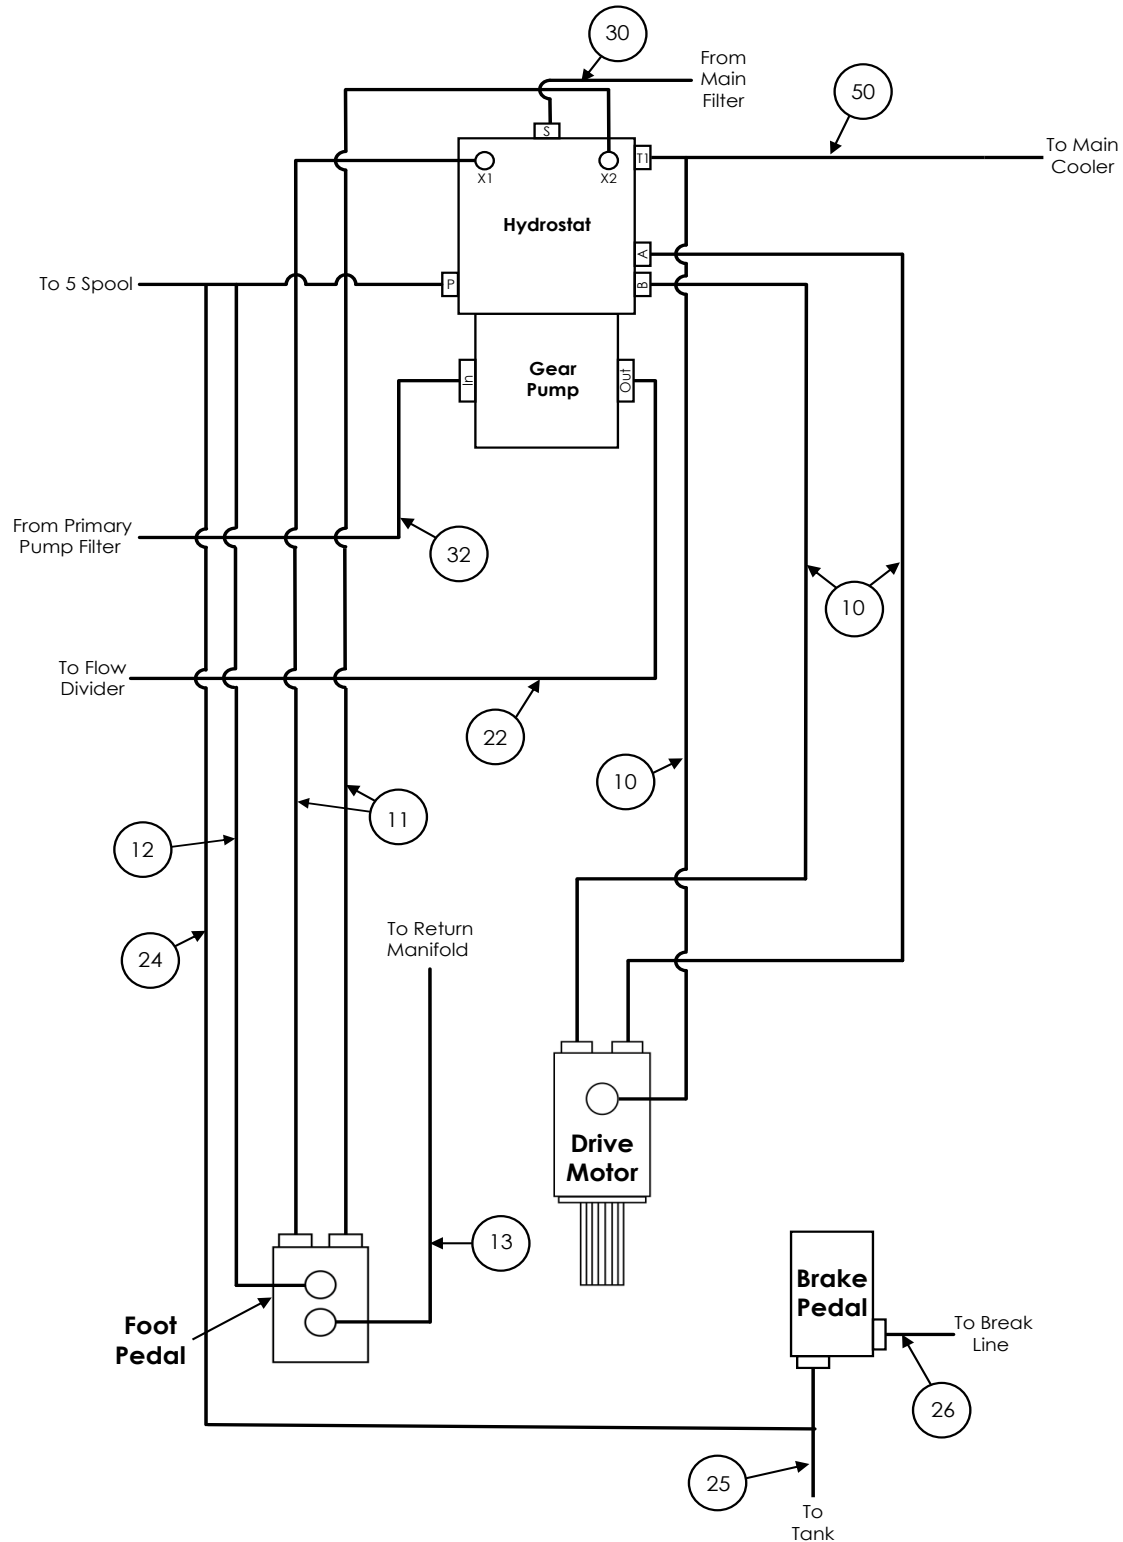 30
From
Main
Filter
50
S
T1
To Main
Cooler
X1
X2
Hydrostat
A
To 5 Spool
P
B
Gear
Pump
In
Out
From Primary
Pump Filter
32
10
To Flow
Divider
22
10
11
12
To Return
Manifold
24
Drive
Motor
13
Brake
Pedal
Foot
Pedal
To Break
Line
26
25
To
Tank